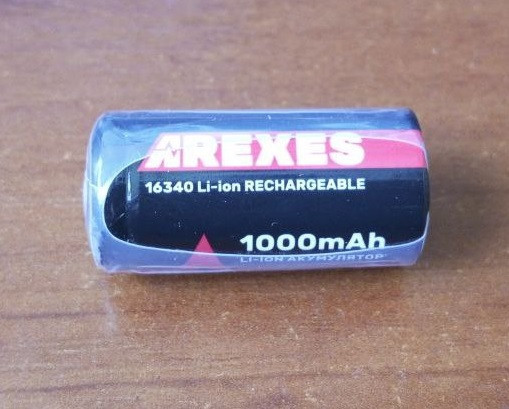 AREXES
16340 Li-ion RECHARGEABLE
1000mAh
LI-ION АКУМУЛЯТОР